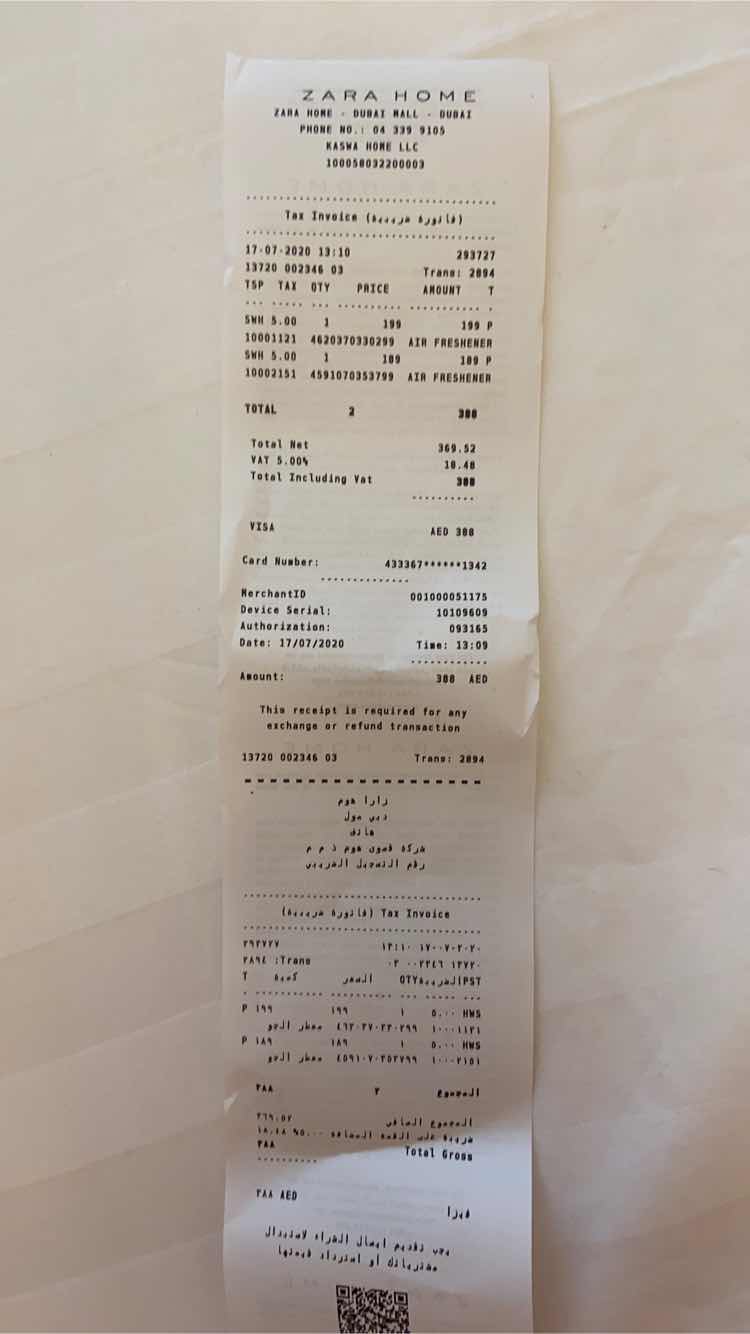 ZARA HOME
ZARA HOME - DUBAI MALL - DUBAI
PHONE NO.: 04 339 9105
KASWA HOME LLC
100058032200003
Tax Invoice (فاتورة ضريبية)
17-07-2020 13:10 293727
13720 002346 03 Trans: 2894
TSP TAX QTY PRICE AMOUNT T
SWH 5.00 1 199 199 P
10001121 4620370330299 AIR FRESHENER
SWH 5.00 1 189 189 P
10002151 4591070353799 AIR FRESHENER
TOTAL 2 388
Total Net 369.52
VAT 5.00% 18.48
Total Including Vat 388
VISA AED 388
Card Number: 433367******1342
MerchantID 001000051175
Device Serial: 10109609
Authorization: 093165
Date: 17/07/2020 Time: 13:09
Amount: 388 AED
This receipt is required for any
exchange or refund transaction
13720 002346 03 Trans: 2894
زارا هوم
دبي مول
هاتف
شركة قصون هوم ذ م م
رقم التسجيل الضريبي
(فاتورة ضريبية) Tax Invoice
٢٩٣٧٢٧ ١٣:١٠ ١٧-٠٧-٢٠٢٠
٢٨٩٤ :Trans ٠٣ ٠٠٢٣٤٦ ١٣٧٢٠
T كمية السعر QTYالضريبةPST
P ١٩٩ ١٩٩ ١ ٥.٠٠ HWS
معطر الجو ٤٦٢٠٣٧٠٣٣٠٢٩٩ ١٠٠٠١١٢١
P ١٨٩ ١٨٩ ١ ٥.٠٠ HWS
معطر الجو ٤٥٩١٠٧٠٣٥٣٧٩٩ ١٠٠٠٢١٥١
٣٨٨ ٢ المجموع
٣٦٩.٥٢ المجموع الصافي
١٨.٤٨ %٥.٠٠ ضريبة على القيمة المضافة
٣٨٨ Total Gross
٣٨٨ AED فيزا
يجب تقديم ايصال الشراء لاستبدال
مشترياتك أو استرداد قيمتها